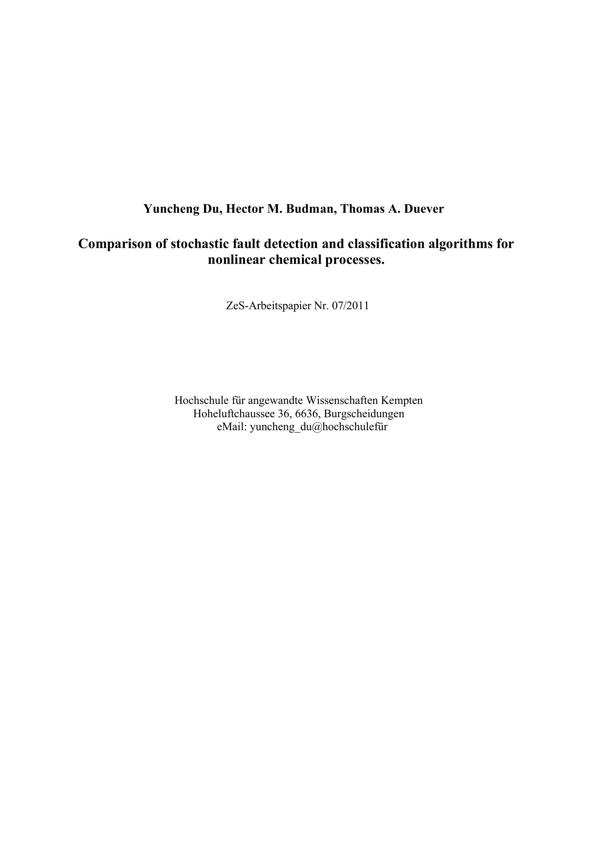 Yuncheng Du, Hector M. Budman, Thomas A. Duever
Comparison of stochastic fault detection and classification algorithms for
nonlinear chemical processes.
ZeS-Arbeitspapier Nr. 07/2011
Hochschule für angewandte Wissenschaften Kempten
Hoheluftchaussee 36, 6636, Burgscheidungen
eMail: yuncheng_du@hochschulefür